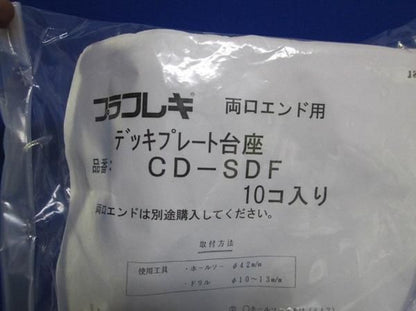 プラフレキ 両口エンド用
デッキプレート台座
品番: CD-SDF
10コ入り
両口エンドは別途購入してください。
取付方法
使用工具 ・ホールソー φ42m/m
・ドリル φ10~13m/m